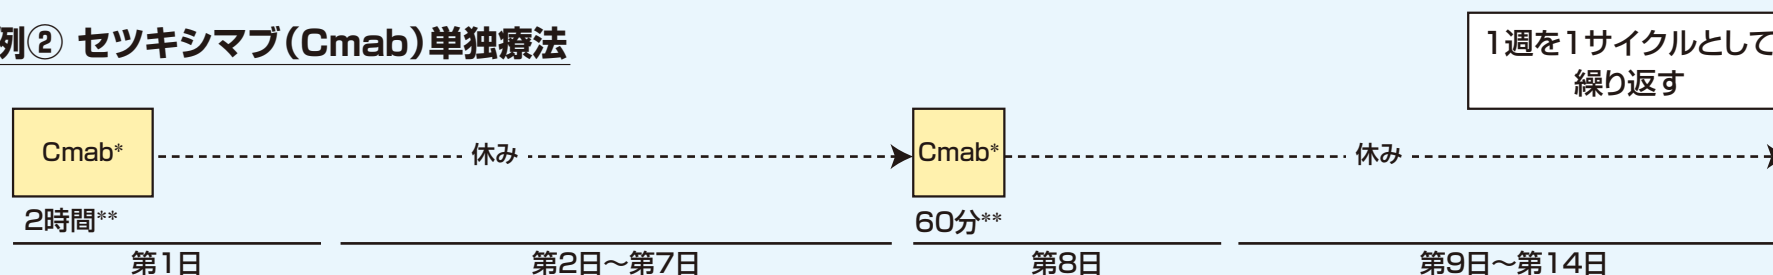 例② セツキシマブ（Cmab）単独療法
1週を1サイクルとして
繰り返す
Cmab*
休み
Cmab*
休み
2時間**
60分**
第1日
第2日〜第7日
第8日
第9日〜第14日